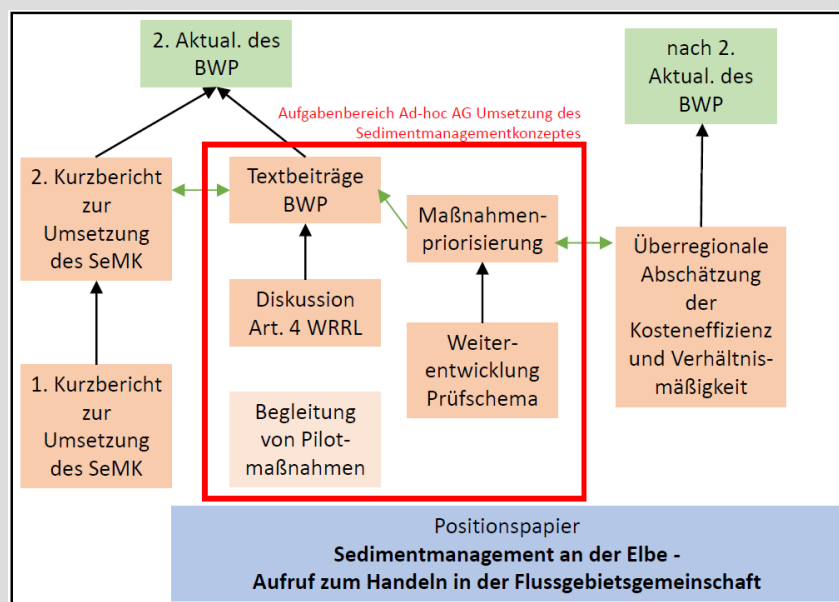 2. Aktual. des
BWP
nach 2.
Aktual. des
BWP
Aufgabenbereich Ad-hoc AG Umsetzung des
Sedimentmanagementkonzeptes
2. Kurzbericht
zur
Umsetzung
des SeMK
Textbeiträge
BWP
Maßnahmen-
priorisierung
Überregionale
Abschätzung
der
Kosteneffizienz
und Verhältnis-
mäßigkeit
Diskussion
Art. 4 WRRL
Weiter-
entwicklung
Prüfschema
1. Kurzbericht
zur
Umsetzung
des SeMK
Begleitung
von Pilot-
maßnahmen
Positionspapier
Sedimentmanagement an der Elbe -
Aufruf zum Handeln in der Flussgebietsgemeinschaft